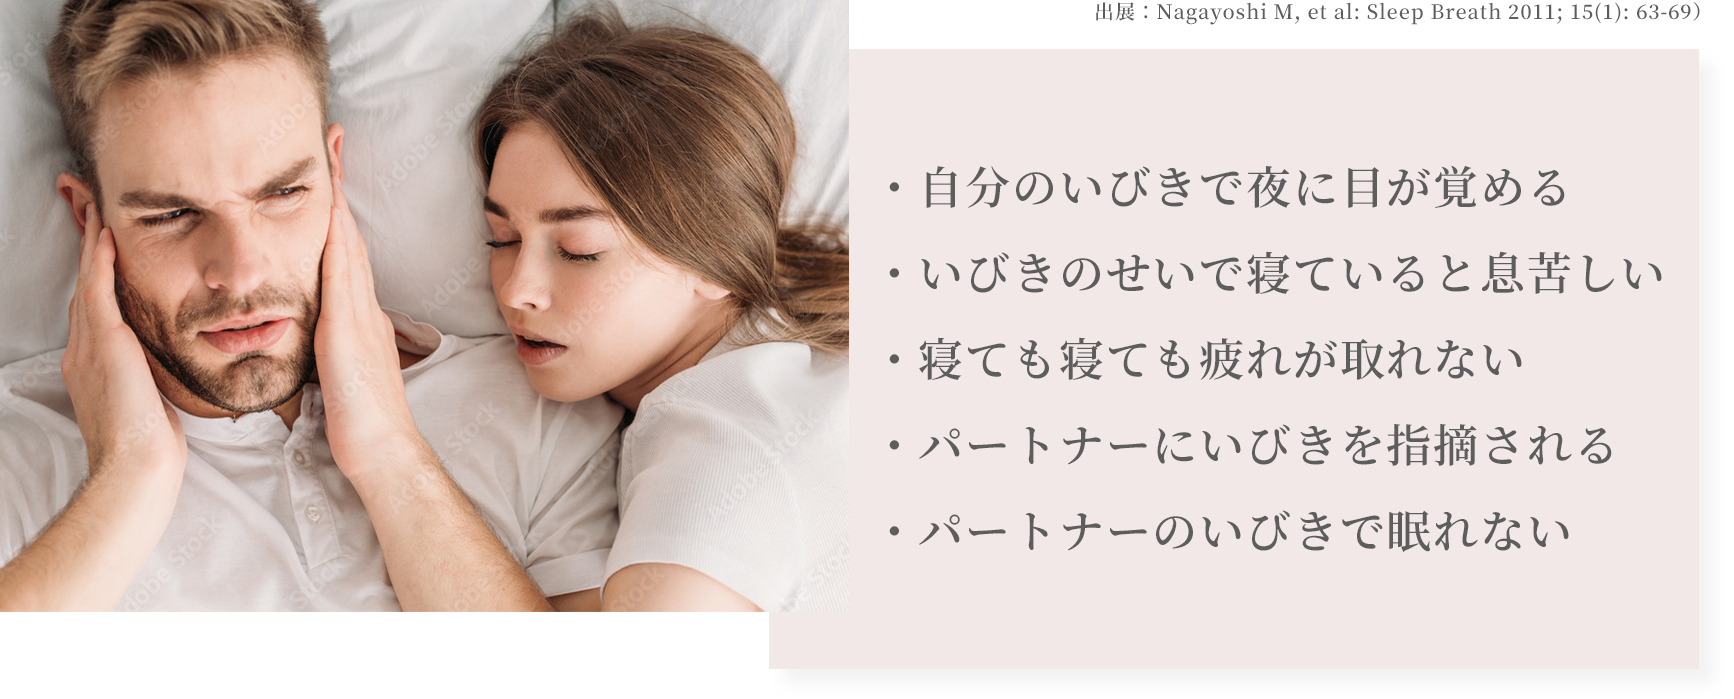 出展：Nagayoshi M, et al: Sleep Breath 2011; 15(1): 63-69）
・自分のいびきで夜に目が覚める
・いびきのせいで寝ていると息苦しい
・寝ても寝ても疲れが取れない
・パートナーにいびきを指摘される
・パートナーのいびきで眠れない
Adobe Stock